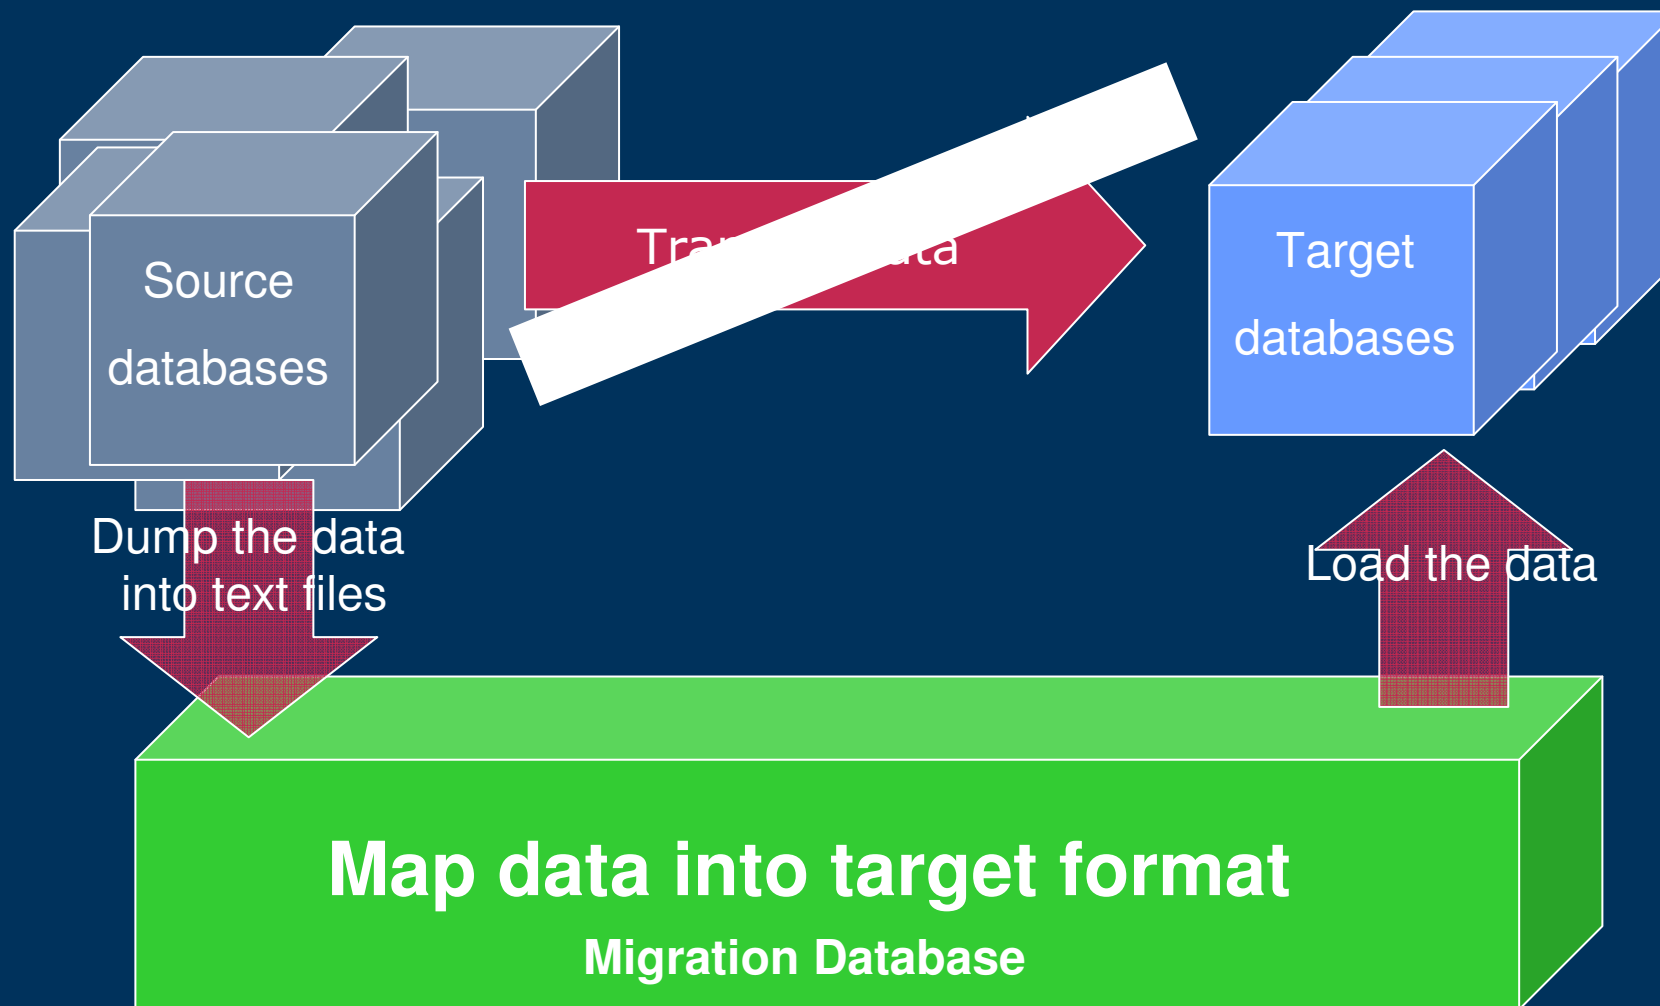 Source
databases
Target
databases
Dump the data
into text files
Load the data
Map data into target format
Migration Database